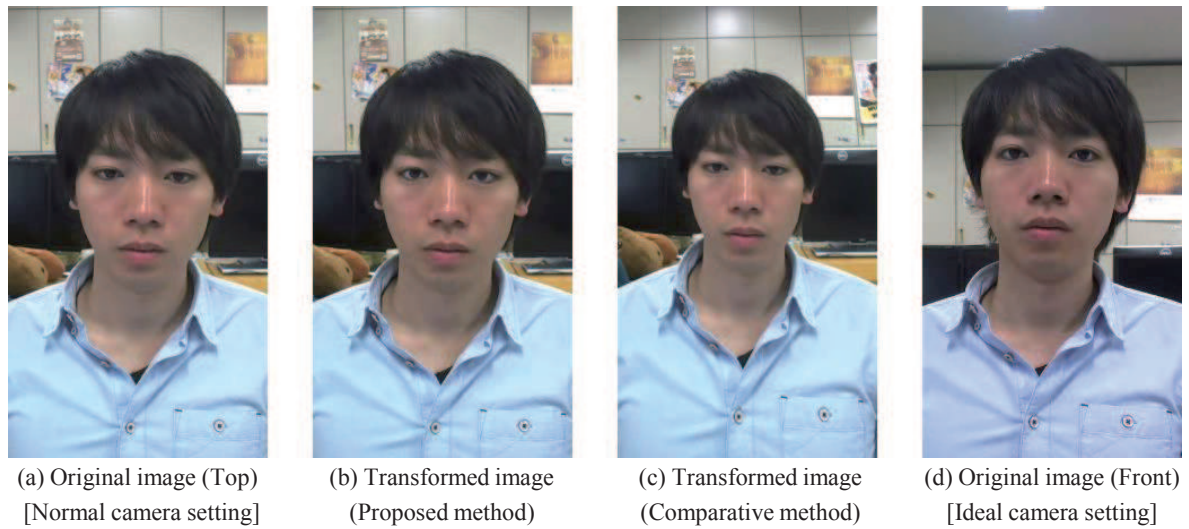 (a) Original image (Top)
[Normal camera setting]
(b) Transformed image
(Proposed method)
(c) Transformed image
(Comparative method)
(d) Original image (Front)
[Ideal camera setting]